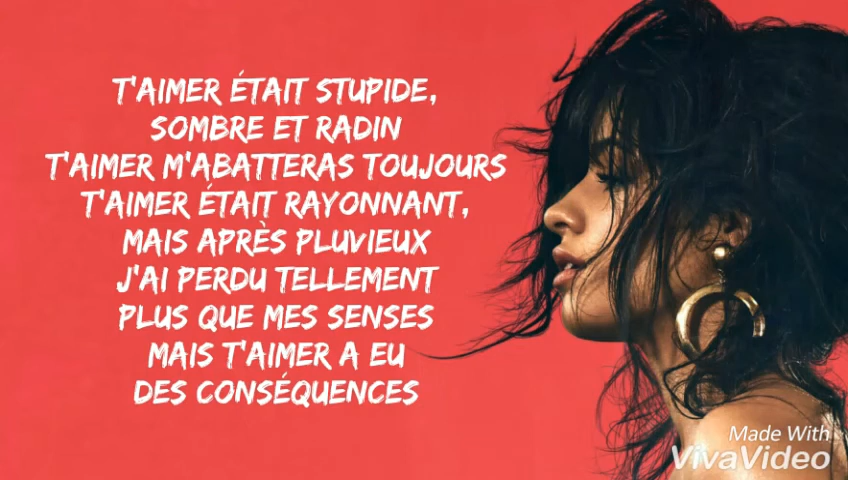 T'AIMER ÉTAIT STUPIDE,
SOMBRE ET RADIN
T'AIMER M'ABATTERAS TOUJOURS
T'AIMER ÉTAIT RAYONNANT,
MAIS APRÈS PLUVIEUX
J'AI PERDU TELLEMENT
PLUS QUE MES SENSES
MAIS T'AIMER A EU
DES CONSÉQUENCES
Made With
VivaVideo